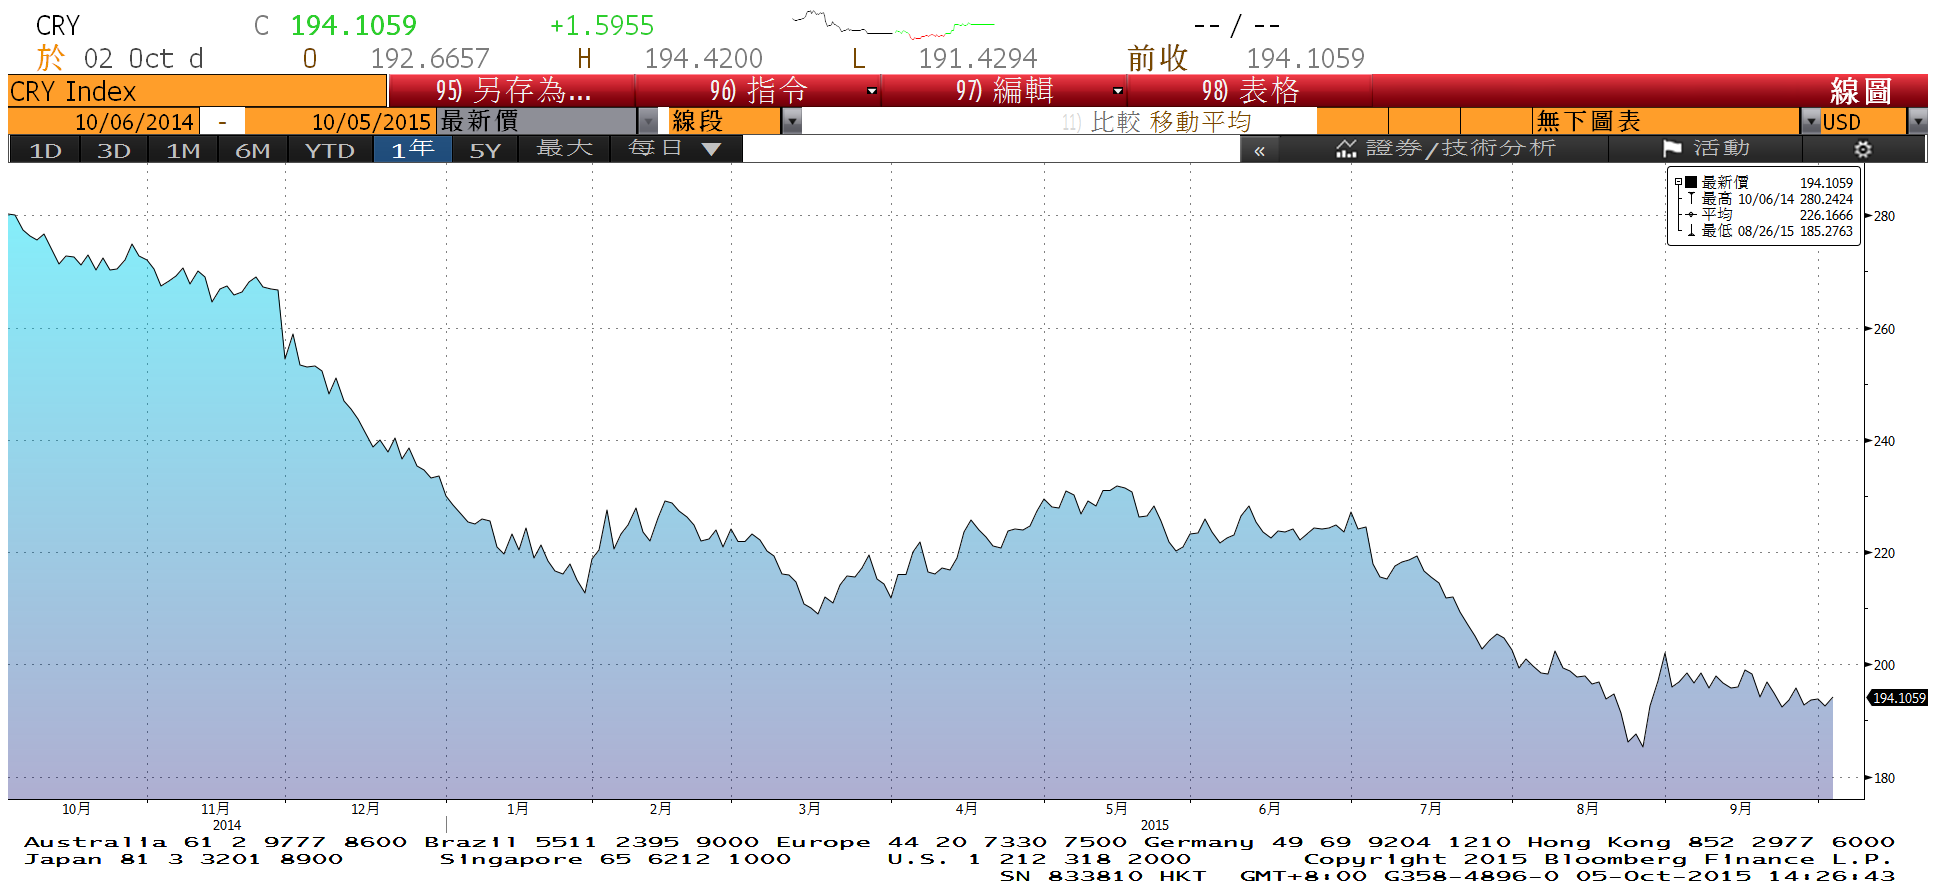 CRY C 194.1059 +1.5955 -- / --
於 02 Oct d O 192.6657 H 194.4200 L 191.4294 前收 194.1059
CRY Index 95) 另存為... 96) 指令 97) 編輯 98) 表格 線圖
10/06/2014 - 10/05/2015 最新價 線段 11) 比較 移動平均 無下圖表 USD
1D 3D 1M 6M YTD 1年 5Y 最大 每日 « 證券/技術分析 活動
最新價 194.1059
最高 10/06/14 280.2424
平均 226.1666
最低 08/26/15 185.2763
280
260
240
220
200
194.1059
180
10月 11月 12月 1月 2月 3月 4月 5月 6月 7月 8月 9月
2014 2015
Australia 61 2 9777 8600 Brazil 5511 2395 9000 Europe 44 20 7330 7500 Germany 49 69 9204 1210 Hong Kong 852 2977 6000
Japan 81 3 3201 8900 Singapore 65 6212 1000 U.S. 1 212 318 2000 Copyright 2015 Bloomberg Finance L.P.
SN 833810 HKT GMT+8:00 G358-4896-0 05-Oct-2015 14:26:43